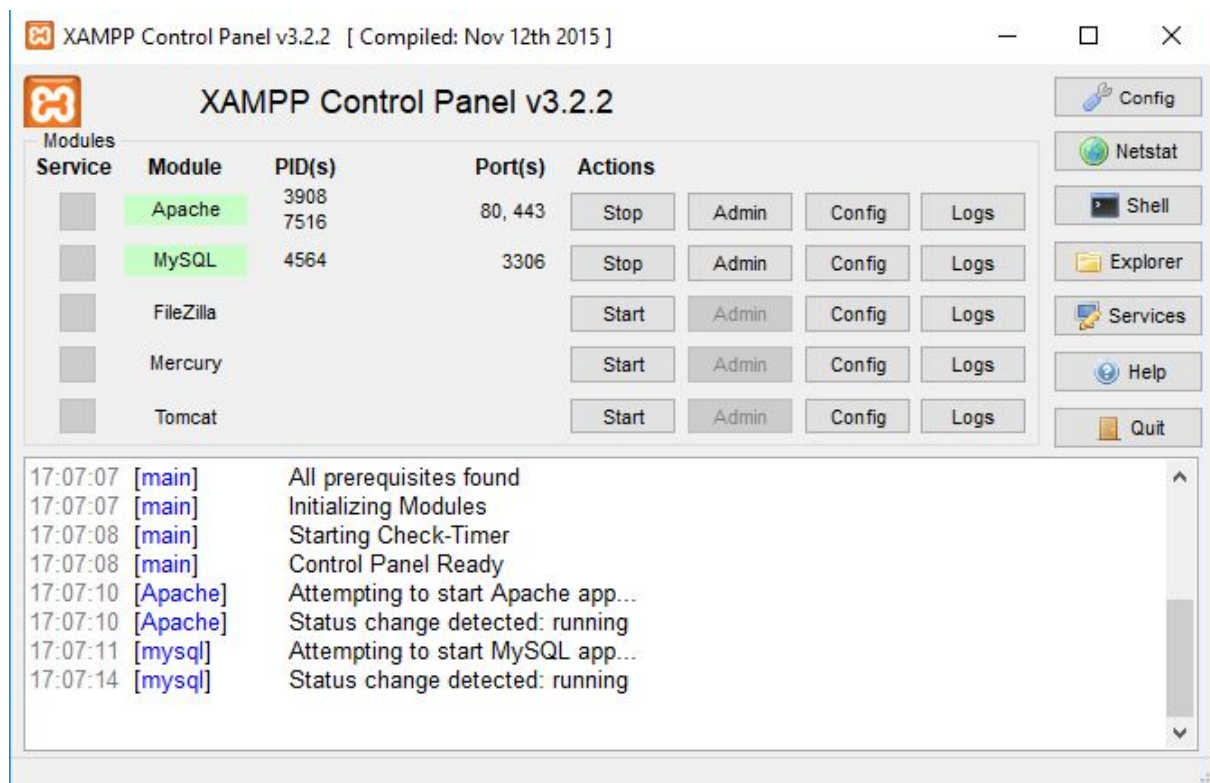 XAMPP Control Panel v3.2.2 [ Compiled: Nov 12th 2015 ]
XAMPP Control Panel v3.2.2
Config
Modules
Service Module PID(s) Port(s) Actions
Netstat
Apache 3908 7516 80, 443 Stop Admin Config Logs
Shell
MySQL 4564 3306 Stop Admin Config Logs
Explorer
FileZilla Start Admin Config Logs
Services
Mercury Start Admin Config Logs
Help
Tomcat Start Admin Config Logs
Quit
17:07:07 [main] All prerequisites found
17:07:07 [main] Initializing Modules
17:07:08 [main] Starting Check-Timer
17:07:08 [main] Control Panel Ready
17:07:10 [Apache] Attempting to start Apache app...
17:07:10 [Apache] Status change detected: running
17:07:11 [mysql] Attempting to start MySQL app...
17:07:14 [mysql] Status change detected: running